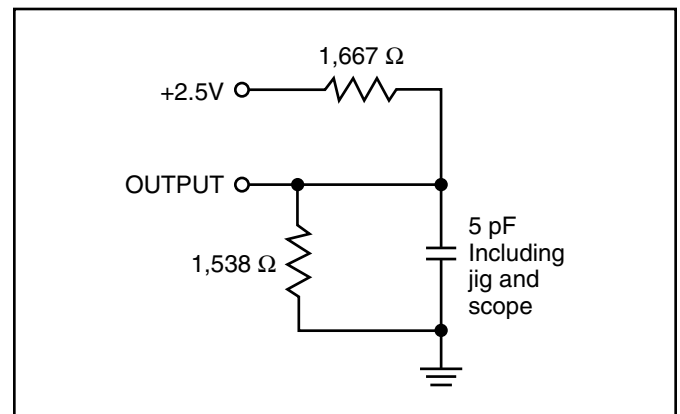 1,667 Ω
+2.5V
OUTPUT
1,538 Ω
5 pF
Including
jig and
scope